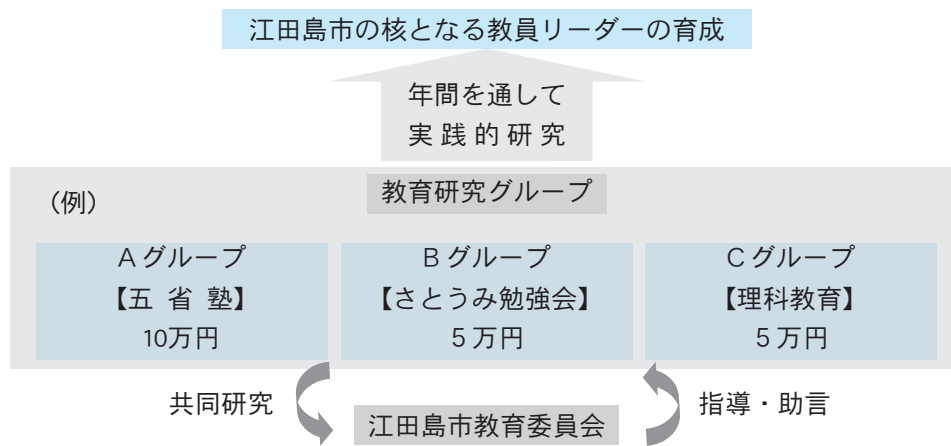 江田島市の核となる教員リーダーの育成
年間を通して
実践的研究
教育研究グループ
（例）
Aグループ
【五省塾】
10万円
Bグループ
【さとうみ勉強会】
5万円
Cグループ
【理科教育】
5万円
共同研究
指導・助言
江田島市教育委員会